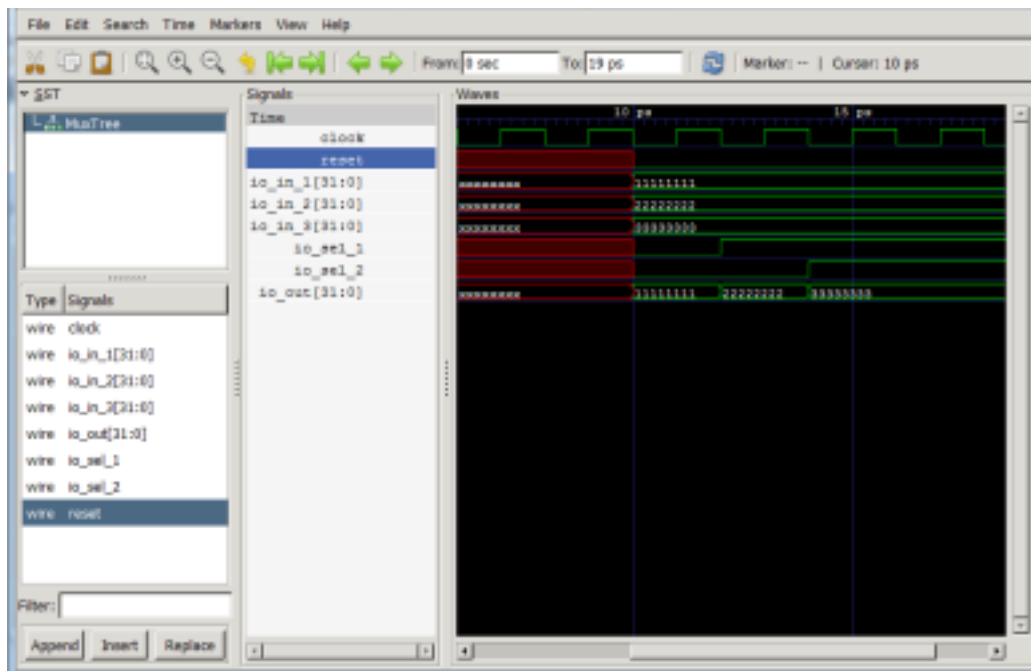 File Edit Search Time Markers View Help
From: 0 sec To: 19 ps Marker: -- | Cursor: 10 ps
SST
MuxTree
Type Signals
wire clock
wire io_in_1[31:0]
wire io_in_2[31:0]
wire io_in_3[31:0]
wire io_out[31:0]
wire io_sel_1
wire io_sel_2
wire reset
Filter:
Append Insert Replace
Signals
Time
clock
reset
io_in_1[31:0]
io_in_2[31:0]
io_in_3[31:0]
io_sel_1
io_sel_2
io_out[31:0]
Waves
10 ps 15 ps
xxxxxxxx 11111111
xxxxxxxx 22222222
xxxxxxxx 33333333
xxxxxxxx 11111111 22222222 33333333